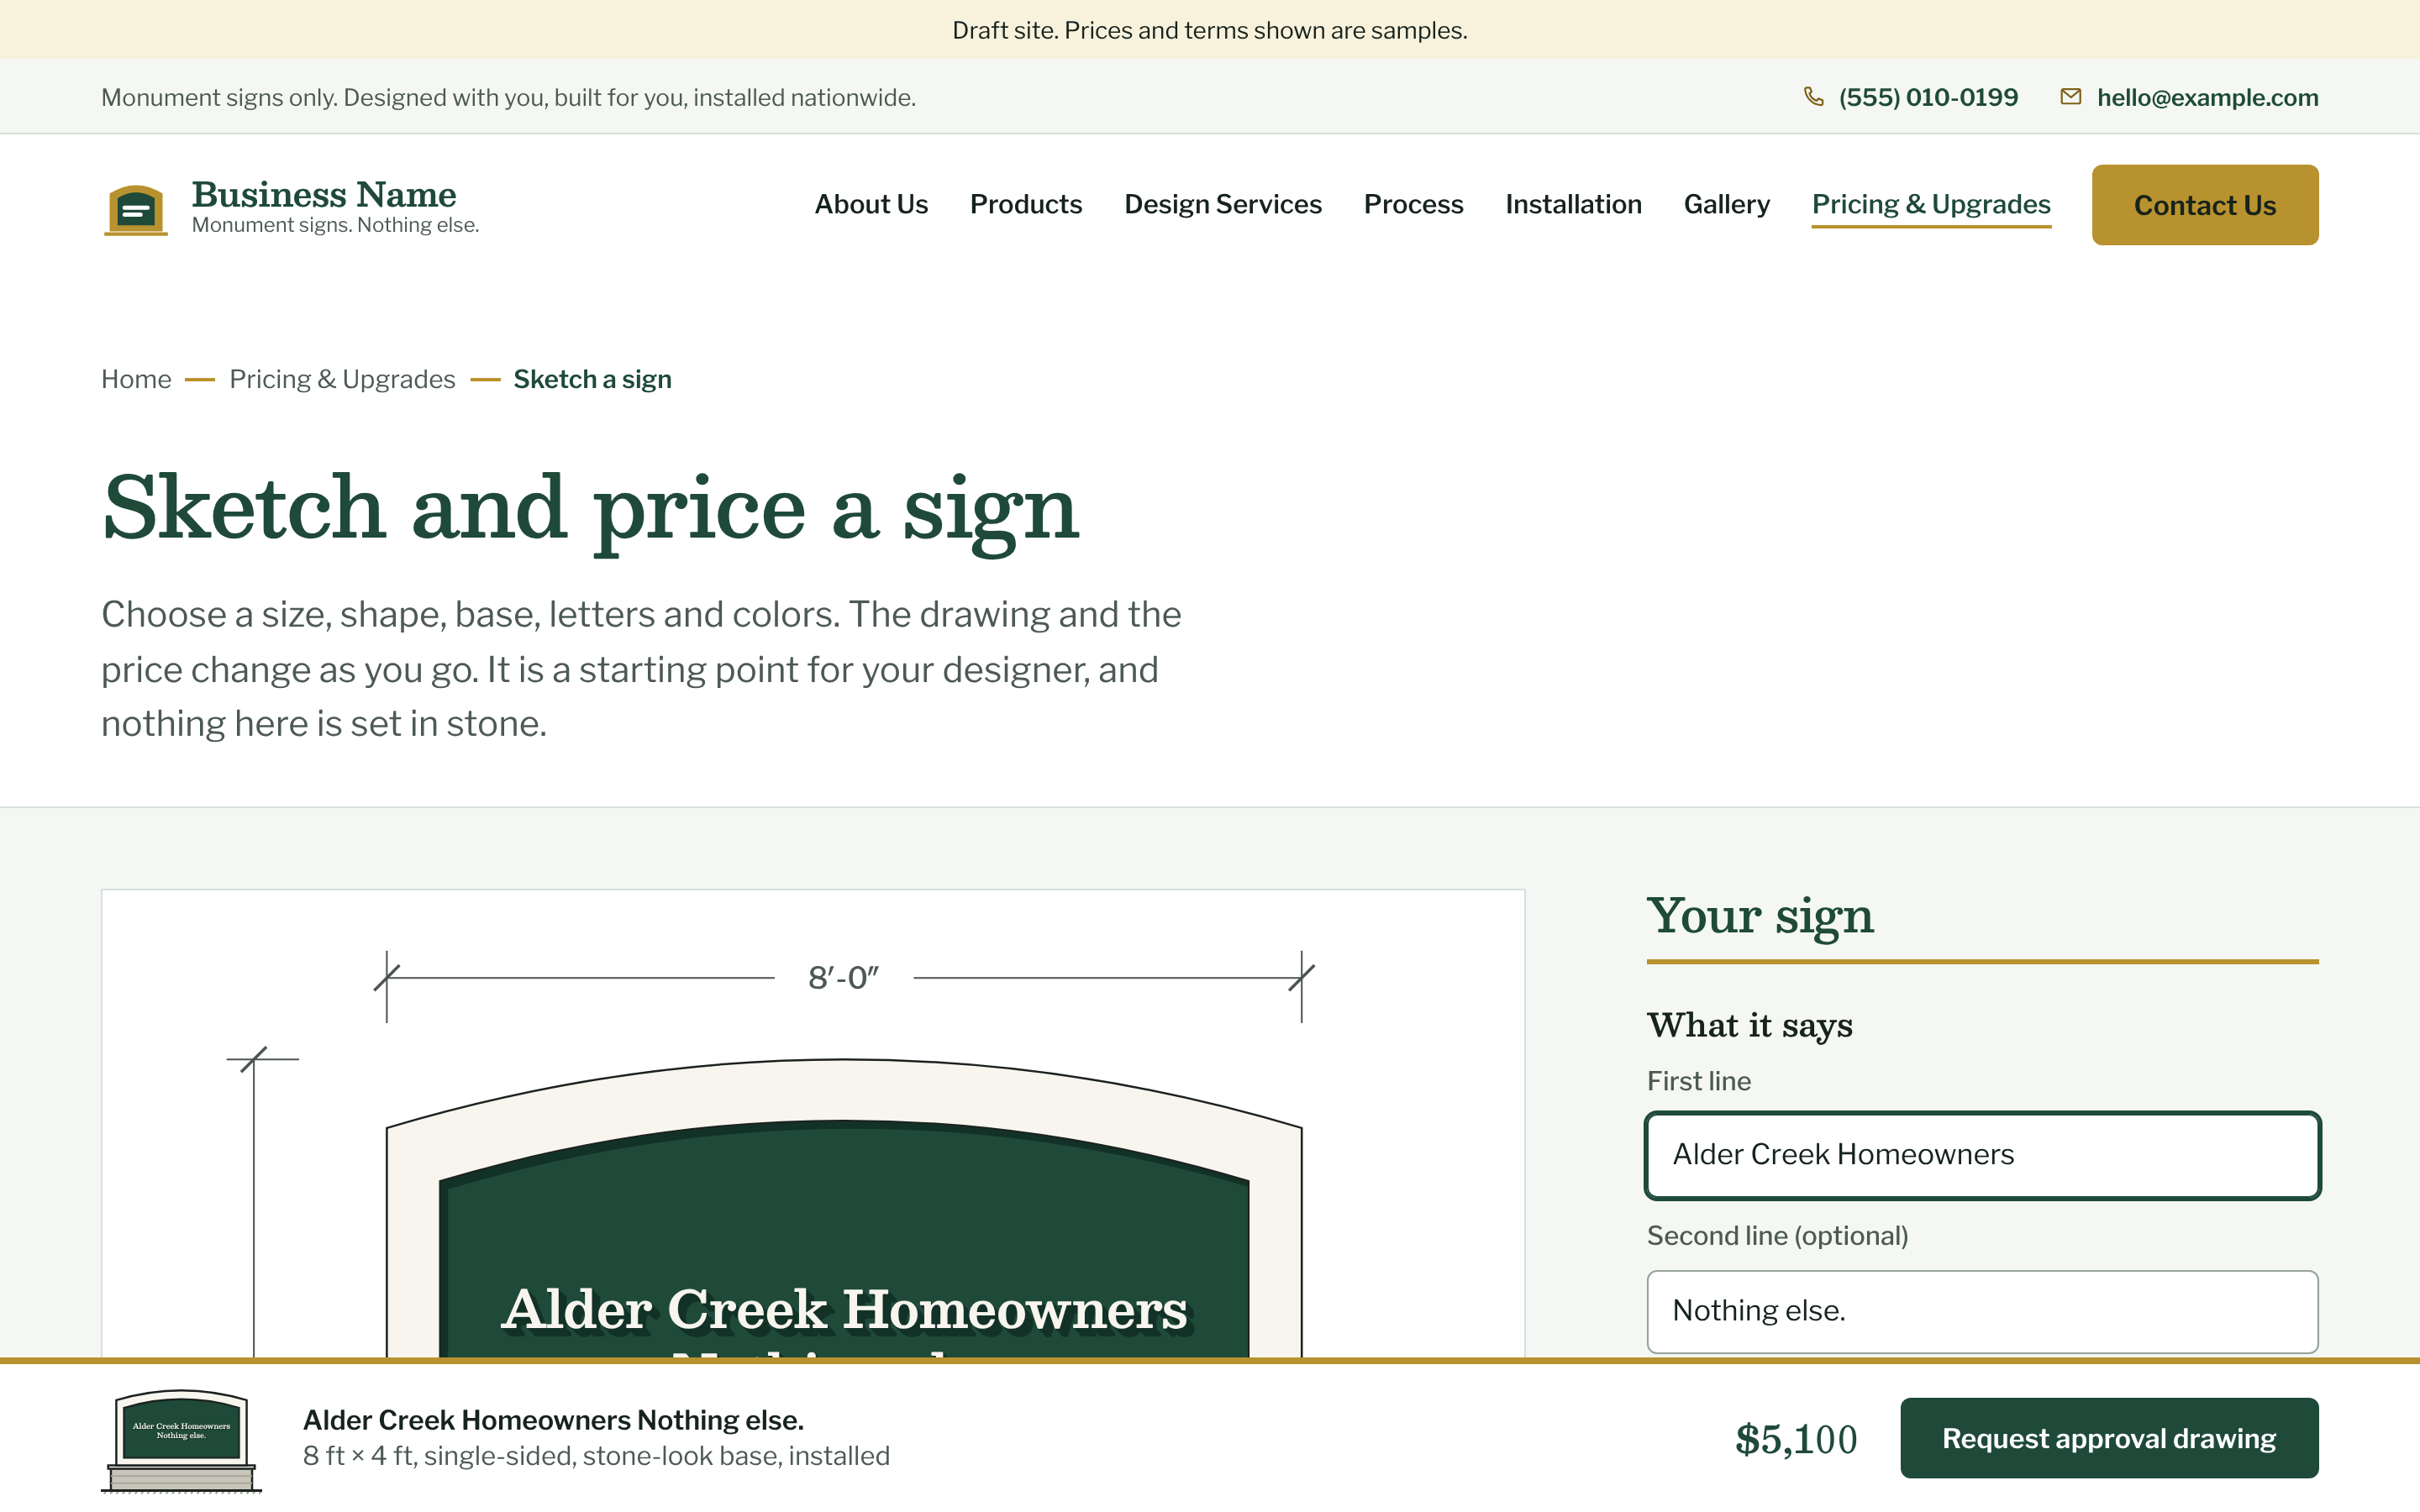 Draft site. Prices and terms shown are samples.
Monument signs only. Designed with you, built for you, installed nationwide.
(555) 010-0199
hello@example.com
Business Name
Monument signs. Nothing else.
About Us
Products
Design Services
Process
Installation
Gallery
Pricing & Upgrades
Contact Us
Home — Pricing & Upgrades — Sketch a sign
Sketch and price a sign
Choose a size, shape, base, letters and colors. The drawing and the
price change as you go. It is a starting point for your designer, and
nothing here is set in stone.
8′-0″
Alder Creek Homeowners
Your sign
What it says
First line
Alder Creek Homeowners
Second line (optional)
Nothing else.
Alder Creek Homeowners
Nothing else.
Alder Creek Homeowners Nothing else.
8 ft × 4 ft, single-sided, stone-look base, installed
$5,100
Request approval drawing